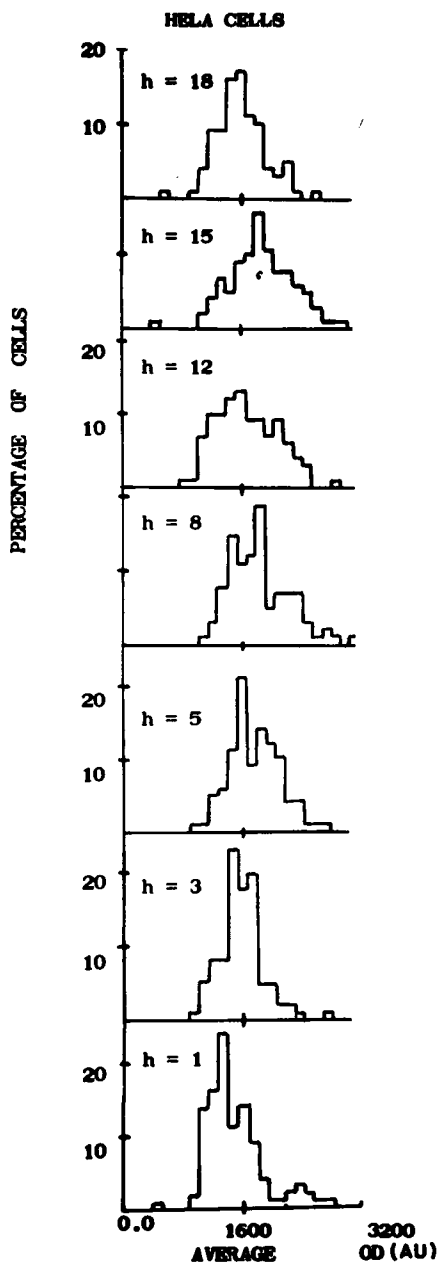 HELA CELLS
20
10
h = 18
h = 15
20
10
h = 12
h = 8
20
10
h = 5
20
10
h = 3
20
10
h = 1
PERCENTAGE OF CELLS
0.0 1600 3200
AVERAGE OD (AU)